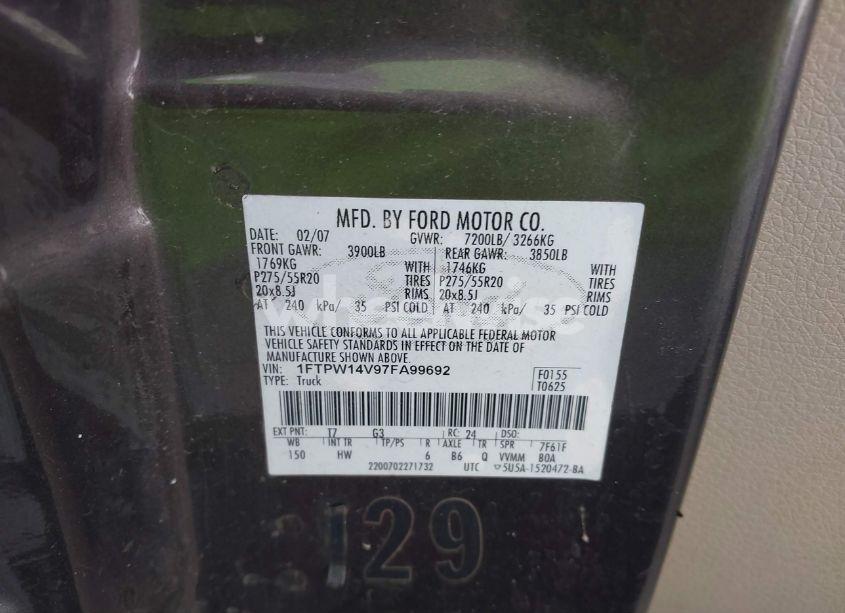 MFD. BY FORD MOTOR CO.
DATE: 02/07 GVWR: 7200LB/ 3266KG
FRONT GAWR: 3900LB REAR GAWR: 3850LB
1769KG WITH 1746KG WITH
P275/55R20 TIRES P275/55R20 TIRES
20x8.5J RIMS 20x8.5J RIMS
AT 240 kPa/ 35 PSI COLD AT 240 kPa/ 35 PSI COLD
THIS VEHICLE CONFORMS TO ALL APPLICABLE FEDERAL MOTOR
VEHICLE SAFETY STANDARDS IN EFFECT ON THE DATE OF
MANUFACTURE SHOWN ABOVE.
VIN: 1FTPW14V97FA99692 F0155
TYPE: Truck T0625
EXT PNT: T7 G3 RC: 24 DSO:
WB INT TR TP/PS R AXLE TR SPR 7F61F
150 HW 6 B6 Q VVMM BOA
2200702271732 UTC ▽5U5A-1520472-BA
129